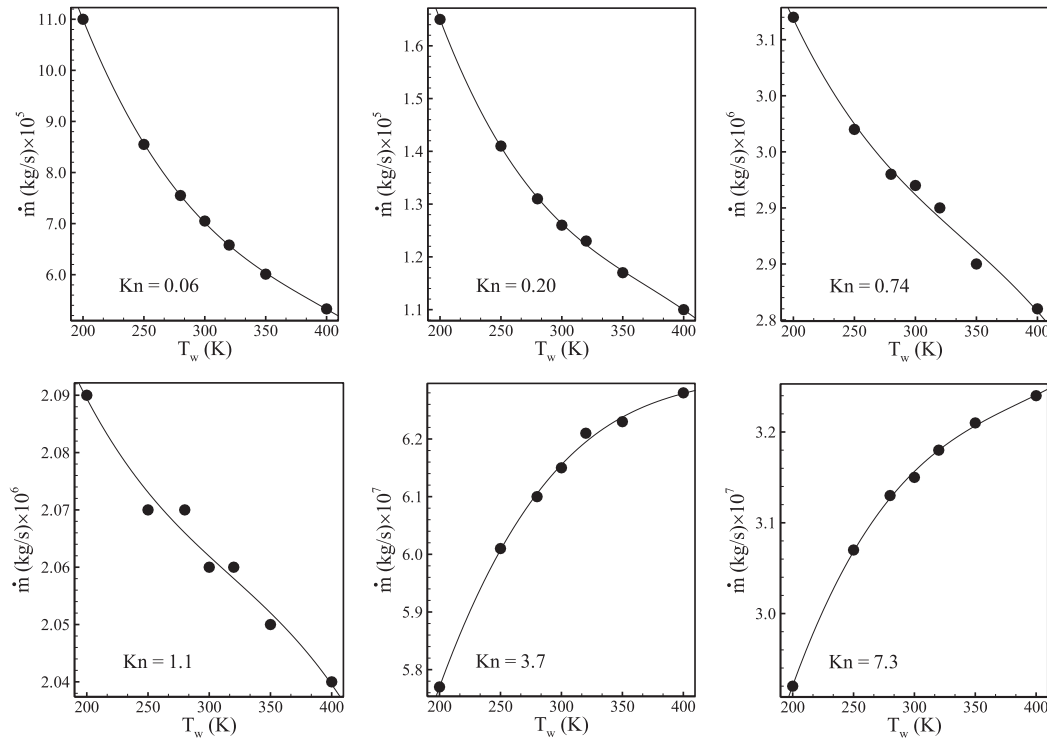 11.0
10.0
9.0
8.0
7.0
6.0
ṁ (kg/s)×10⁵
Kn = 0.06
200 250 300 350 400
T_w (K)
1.6
1.5
1.4
1.3
1.2
1.1
ṁ (kg/s)×10⁵
Kn = 0.20
200 250 300 350 400
T_w (K)
3.1
3.0
3.0
2.9
2.9
2.8
ṁ (kg/s)×10⁶
Kn = 0.74
200 250 300 350 400
T_w (K)
2.09
2.08
2.07
2.06
2.05
2.04
ṁ (kg/s)×10⁶
Kn = 1.1
200 250 300 350 400
T_w (K)
6.2
6.1
6.0
5.9
5.8
ṁ (kg/s)×10⁷
Kn = 3.7
200 250 300 350 400
T_w (K)
3.2
3.1
3.0
ṁ (kg/s)×10⁷
Kn = 7.3
200 250 300 350 400
T_w (K)